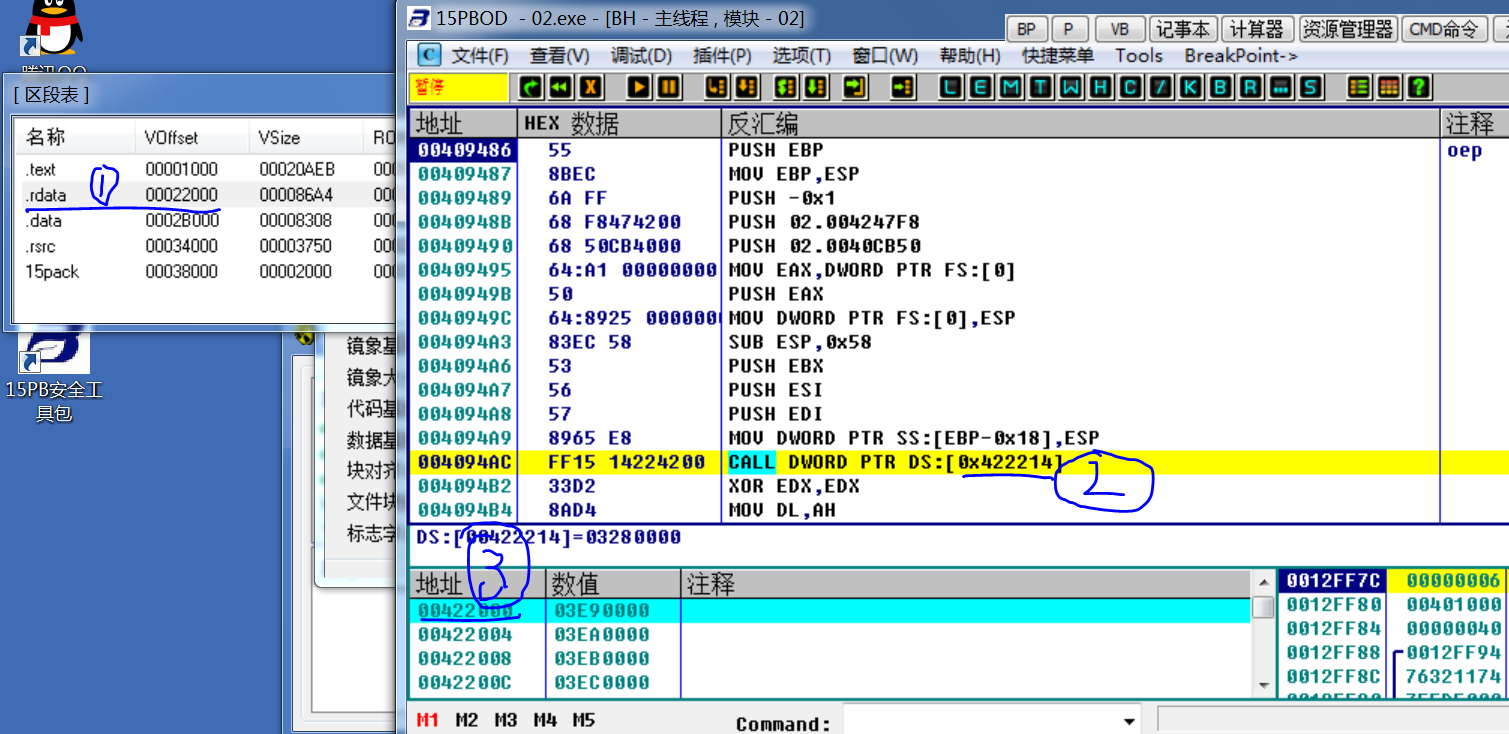 15PBOD - 02.exe - [BH - 主线程 , 模块 - 02]
BP P VB 记事本 计算器 资源管理器 CMD命令
C 文件(F) 查看(V) 调试(D) 插件(P) 选项(T) 窗口(W) 帮助(H) 快捷菜单 Tools BreakPoint->
暂停 L E M T W H C / K B R ... S ?
[ 区段表 ]
名称 VOffset VSize RO
.text 00001000 00020AEB 000
.rdata 00022000 000086A4 000
.data 0002B000 00008308 000
.rsrc 00034000 00003750 000
15pack 00038000 00002000 000
1
15PB安全工
具包
镜象基
镜象大
代码基
数据基
块对齐
文件块
标志字
地址 HEX 数据 反汇编 注释
00409486 55 PUSH EBP oep
00409487 8BEC MOV EBP,ESP
00409489 6A FF PUSH -0x1
0040948B 68 F8474200 PUSH 02.004247F8
00409490 68 50CB4000 PUSH 02.0040CB50
00409495 64:A1 00000000 MOV EAX,DWORD PTR FS:[0]
0040949B 50 PUSH EAX
0040949C 64:8925 0000000 MOV DWORD PTR FS:[0],ESP
004094A3 83EC 58 SUB ESP,0x58
004094A6 53 PUSH EBX
004094A7 56 PUSH ESI
004094A8 57 PUSH EDI
004094A9 8965 E8 MOV DWORD PTR SS:[EBP-0x18],ESP
004094AC FF15 14224200 CALL DWORD PTR DS:[0x422214]
2
004094B2 33D2 XOR EDX,EDX
004094B4 8AD4 MOV DL,AH
DS:[00422214]=03280000
3
地址 数值 注释
00422000 03E90000
00422004 03EA0000
00422008 03EB0000
0042200C 03EC0000
0012FF7C 00000006
0012FF80 00401000
0012FF84 00000040
0012FF88 0012FF94
0012FF8C 76321174
M1 M2 M3 M4 M5 Command: